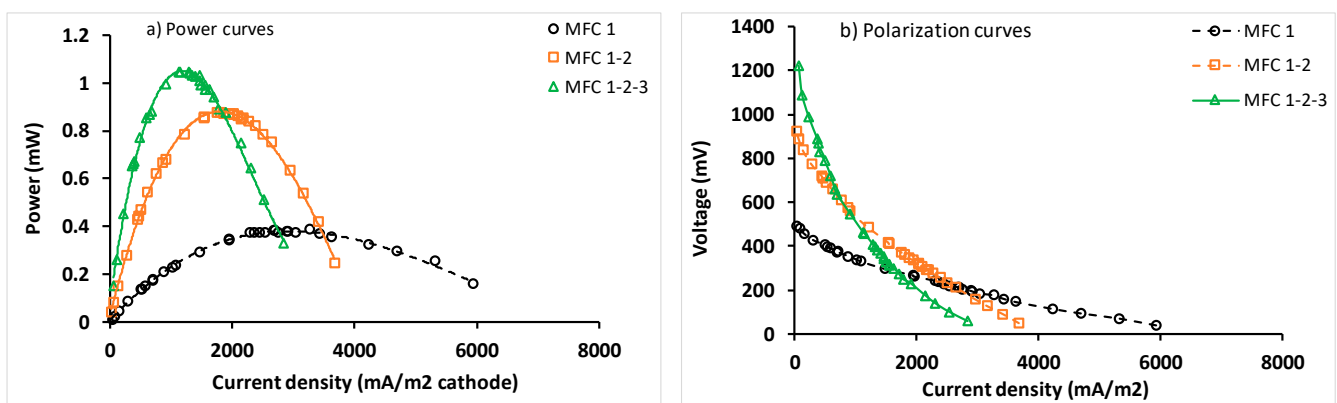 a) Power curves
MFC 1
MFC 1-2
MFC 1-2-3
Power (mW)
1.2
1
0.8
0.6
0.4
0.2
0
0 2000 4000 6000 8000
Current density (mA/m2 cathode)
b) Polarization curves
MFC 1
MFC 1-2
MFC 1-2-3
Voltage (mV)
1400
1200
1000
800
600
400
200
0
0 2000 4000 6000 8000
Current density (mA/m2)